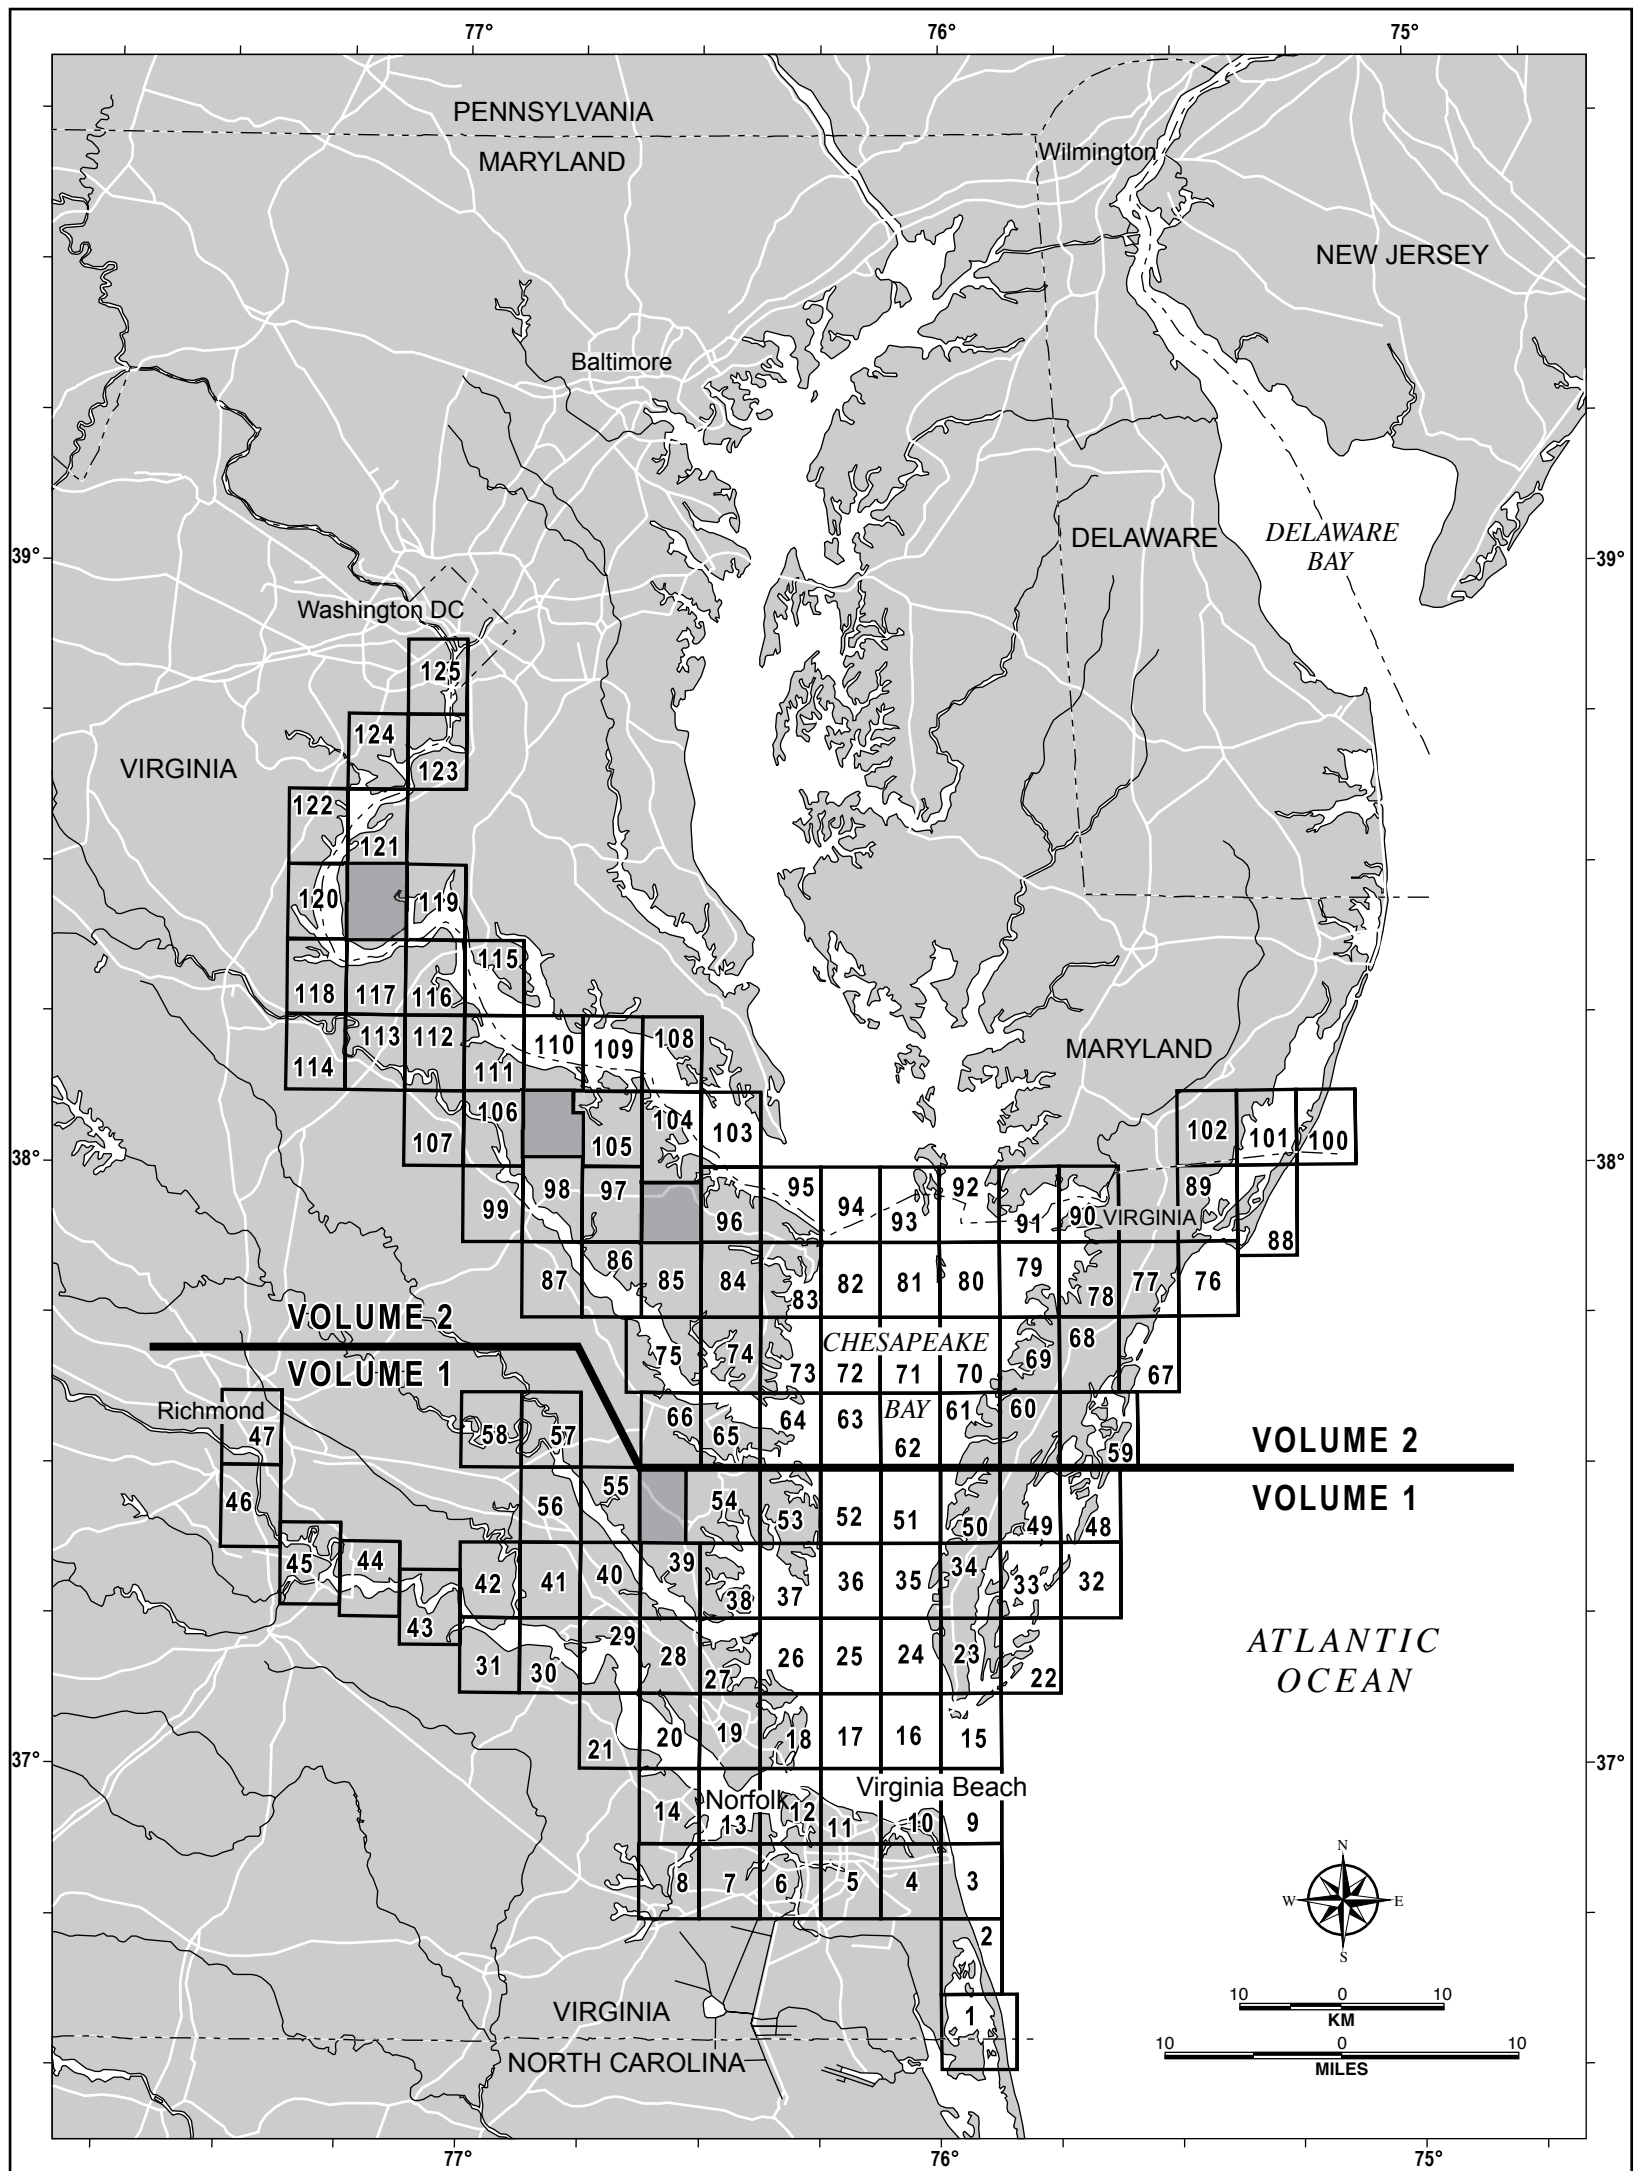 77° 76° 75°
PENNSYLVANIA
MARYLAND
Wilmington
NEW JERSEY
Baltimore
DELAWARE
DELAWARE
BAY
39° 39°
Washington DC
125
124
123
VIRGINIA
122
121
120 119
115
118 117 116
113 112 110 109 108
114 111
MARYLAND
106 104
107 105 103
102 101 100
38° 38°
99 98 97 96 95 94 93 92 91 90 VIRGINIA 89
88
87 86 85 84 83 82 81 80 79 78 77 76
VOLUME 2
VOLUME 1
CHESAPEAKE
75 74 73 72 71 70 69 68 67
Richmond
47
BAY
66 65 64 63 62 61 60 59
58 57
VOLUME 2
VOLUME 1
46
56 55 54 53 52 51 50 49 48
45 44
43 42 41 40 39 38 37 36 35 34 33 32
31 30 29 28 27 26 25 24 23 22
ATLANTIC
OCEAN
21 20 19 18 17 16 15
37° 37°
Norfolk Virginia Beach
14 13 12 11 10 9
8 7 6 5 4 3
2
1
N
W E
S
10 0 10
KM
10 0 10
MILES
VIRGINIA
NORTH CAROLINA
77° 76° 75°